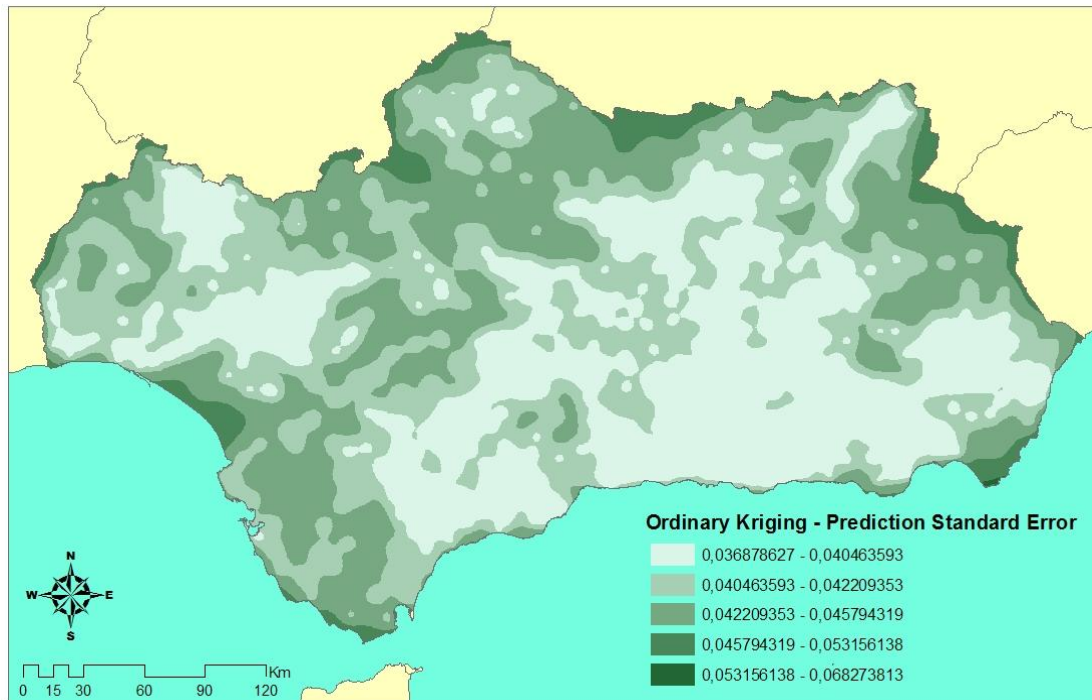 Ordinary Kriging - Prediction Standard Error
0,036878627 - 0,040463593
0,040463593 - 0,042209353
0,042209353 - 0,045794319
0,045794319 - 0,053156138
0,053156138 - 0,068273813
N
W E
S
Km
0 15 30 60 90 120